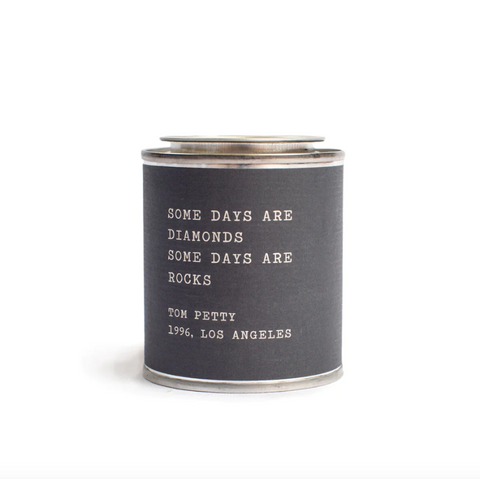 SOME DAYS ARE
DIAMONDS
SOME DAYS ARE
ROCKS
TOM PETTY
1996, LOS ANGELES